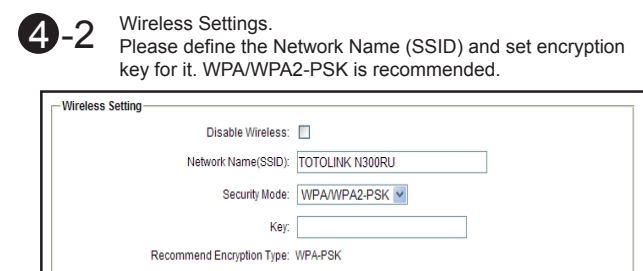 4-2 Wireless Settings.
Please define the Network Name (SSID) and set encryption
key for it. WPA/WPA2-PSK is recommended.
Wireless Setting
Disable Wireless:
Network Name(SSID): TOTOLINK N300RU
Security Mode: WPA/WPA2-PSK
Key:
Recommend Encryption Type: WPA-PSK